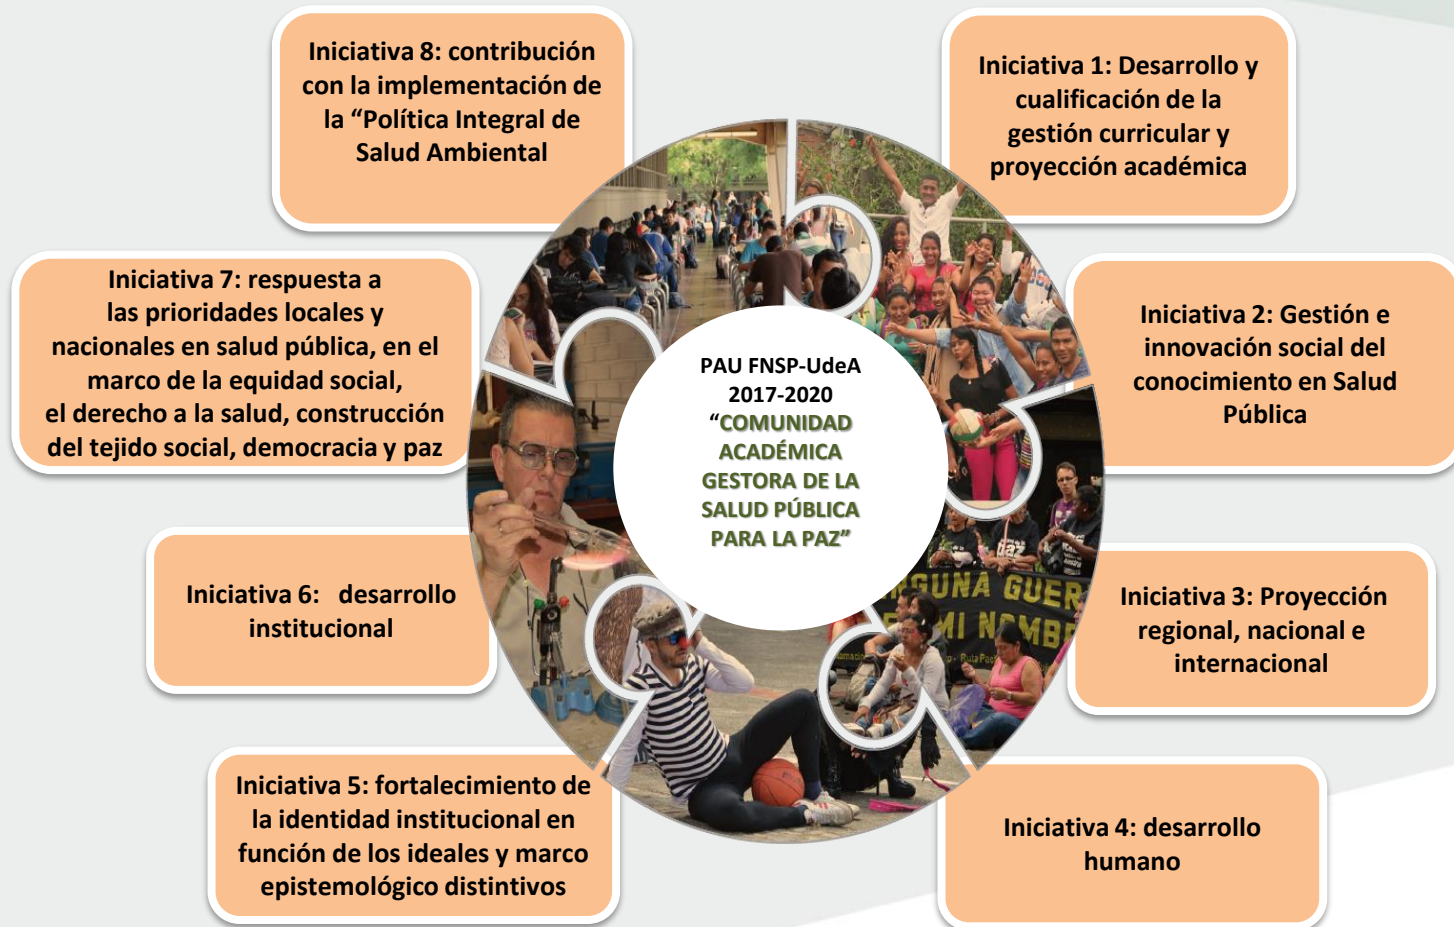 Iniciativa 8: contribución
con la implementación de
la “Política Integral de
Salud Ambiental
Iniciativa 1: Desarrollo y
cualificación de la
gestión curricular y
proyección académica
Iniciativa 7: respuesta a
las prioridades locales y
nacionales en salud pública, en el
marco de la equidad social,
el derecho a la salud, construcción
del tejido social, democracia y paz
Iniciativa 2: Gestión e
innovación social del
conocimiento en Salud
Pública
PAU FNSP-UdeA
2017-2020
“COMUNIDAD
ACADÉMICA
GESTORA DE LA
SALUD PÚBLICA
PARA LA PAZ”
Iniciativa 6: desarrollo
institucional
Iniciativa 3: Proyección
regional, nacional e
internacional
GUNA GUER
MI NOMB
Iniciativa 5: fortalecimiento de
la identidad institucional en
función de los ideales y marco
epistemológico distintivos
Iniciativa 4: desarrollo
humano